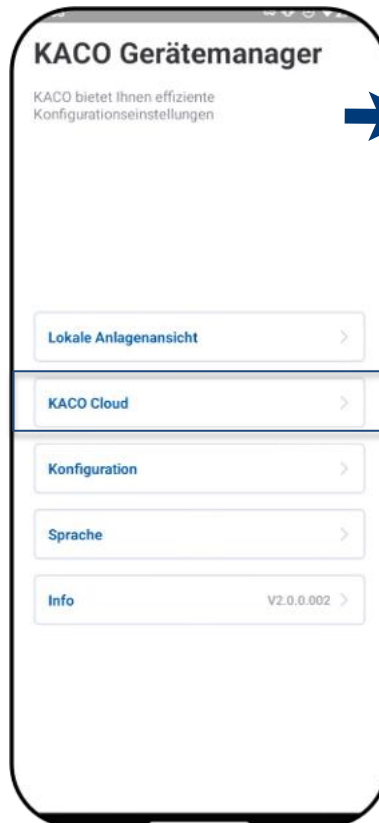 KACO Gerätemanager
KACO bietet Ihnen effiziente
Konfigurationseinstellungen
Lokale Anlagenansicht
KACO Cloud
Konfiguration
Sprache
Info V2.0.0.002